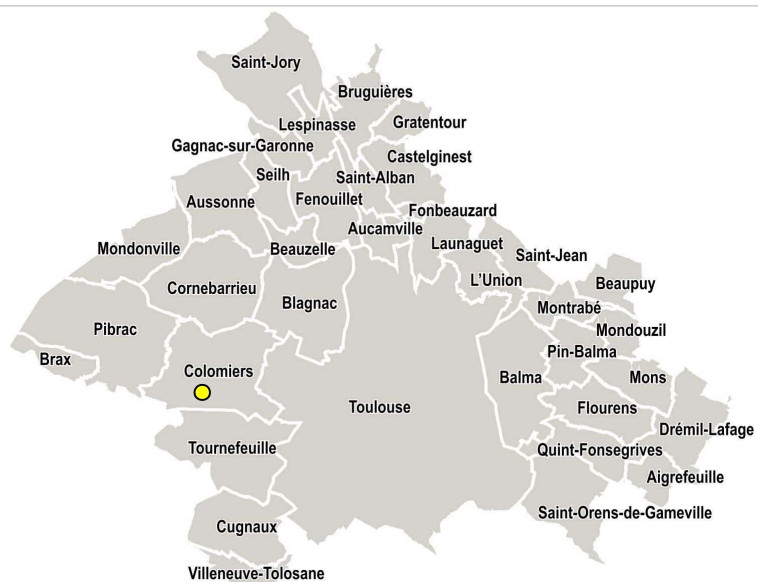 Saint-Jory
Bruguières
Lespinasse
Gratentour
Gagnac-sur-Garonne
Castelginest
Seilh
Saint-Alban
Aussonne
Fenouillet
Fonbeauzard
Aucamville
Launaguet
Mondonville
Beauzelle
Saint-Jean
L'Union
Beaupuy
Cornebarrieu
Blagnac
Montrabé
Pibrac
Mondouzil
Pin-Balma
Brax
Colomiers
Balma
Mons
Toulouse
Flourens
Drémil-Lafage
Tournefeuille
Quint-Fonsegrives
Aigrefeuille
Saint-Orens-de-Gameville
Cugnaux
Villeneuve-Tolosane